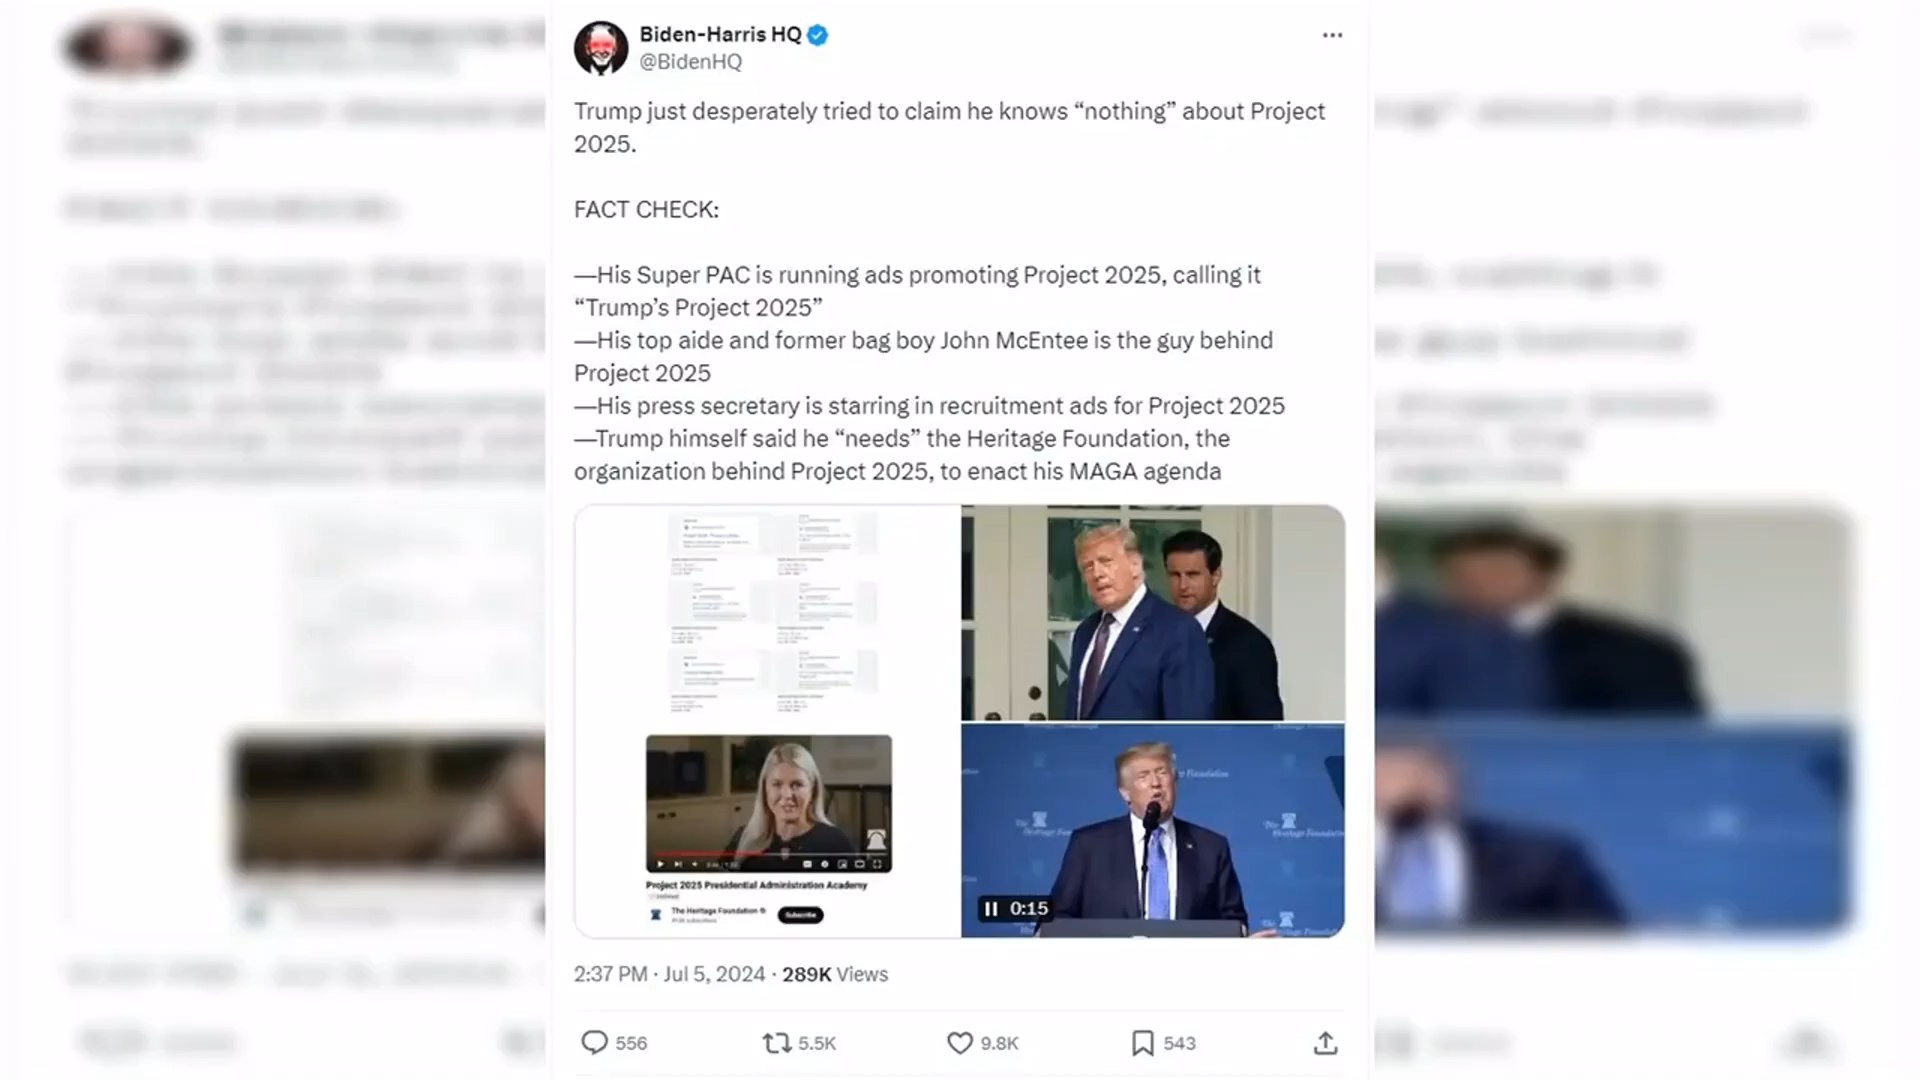 Biden-Harris HQ
@BidenHQ
Trump just desperately tried to claim he knows “nothing” about Project
2025.
FACT CHECK:
—His Super PAC is running ads promoting Project 2025, calling it
“Trump’s Project 2025”
—His top aide and former bag boy John McEntee is the guy behind
Project 2025
—His press secretary is starring in recruitment ads for Project 2025
—Trump himself said he “needs” the Heritage Foundation, the
organization behind Project 2025, to enact his MAGA agenda
Project 2025 Presidential Administration Academy
The Heritage Foundation
Subscribe
0:15
2:37 PM · Jul 5, 2024 · 289K Views
556
5.5K
9.8K
543